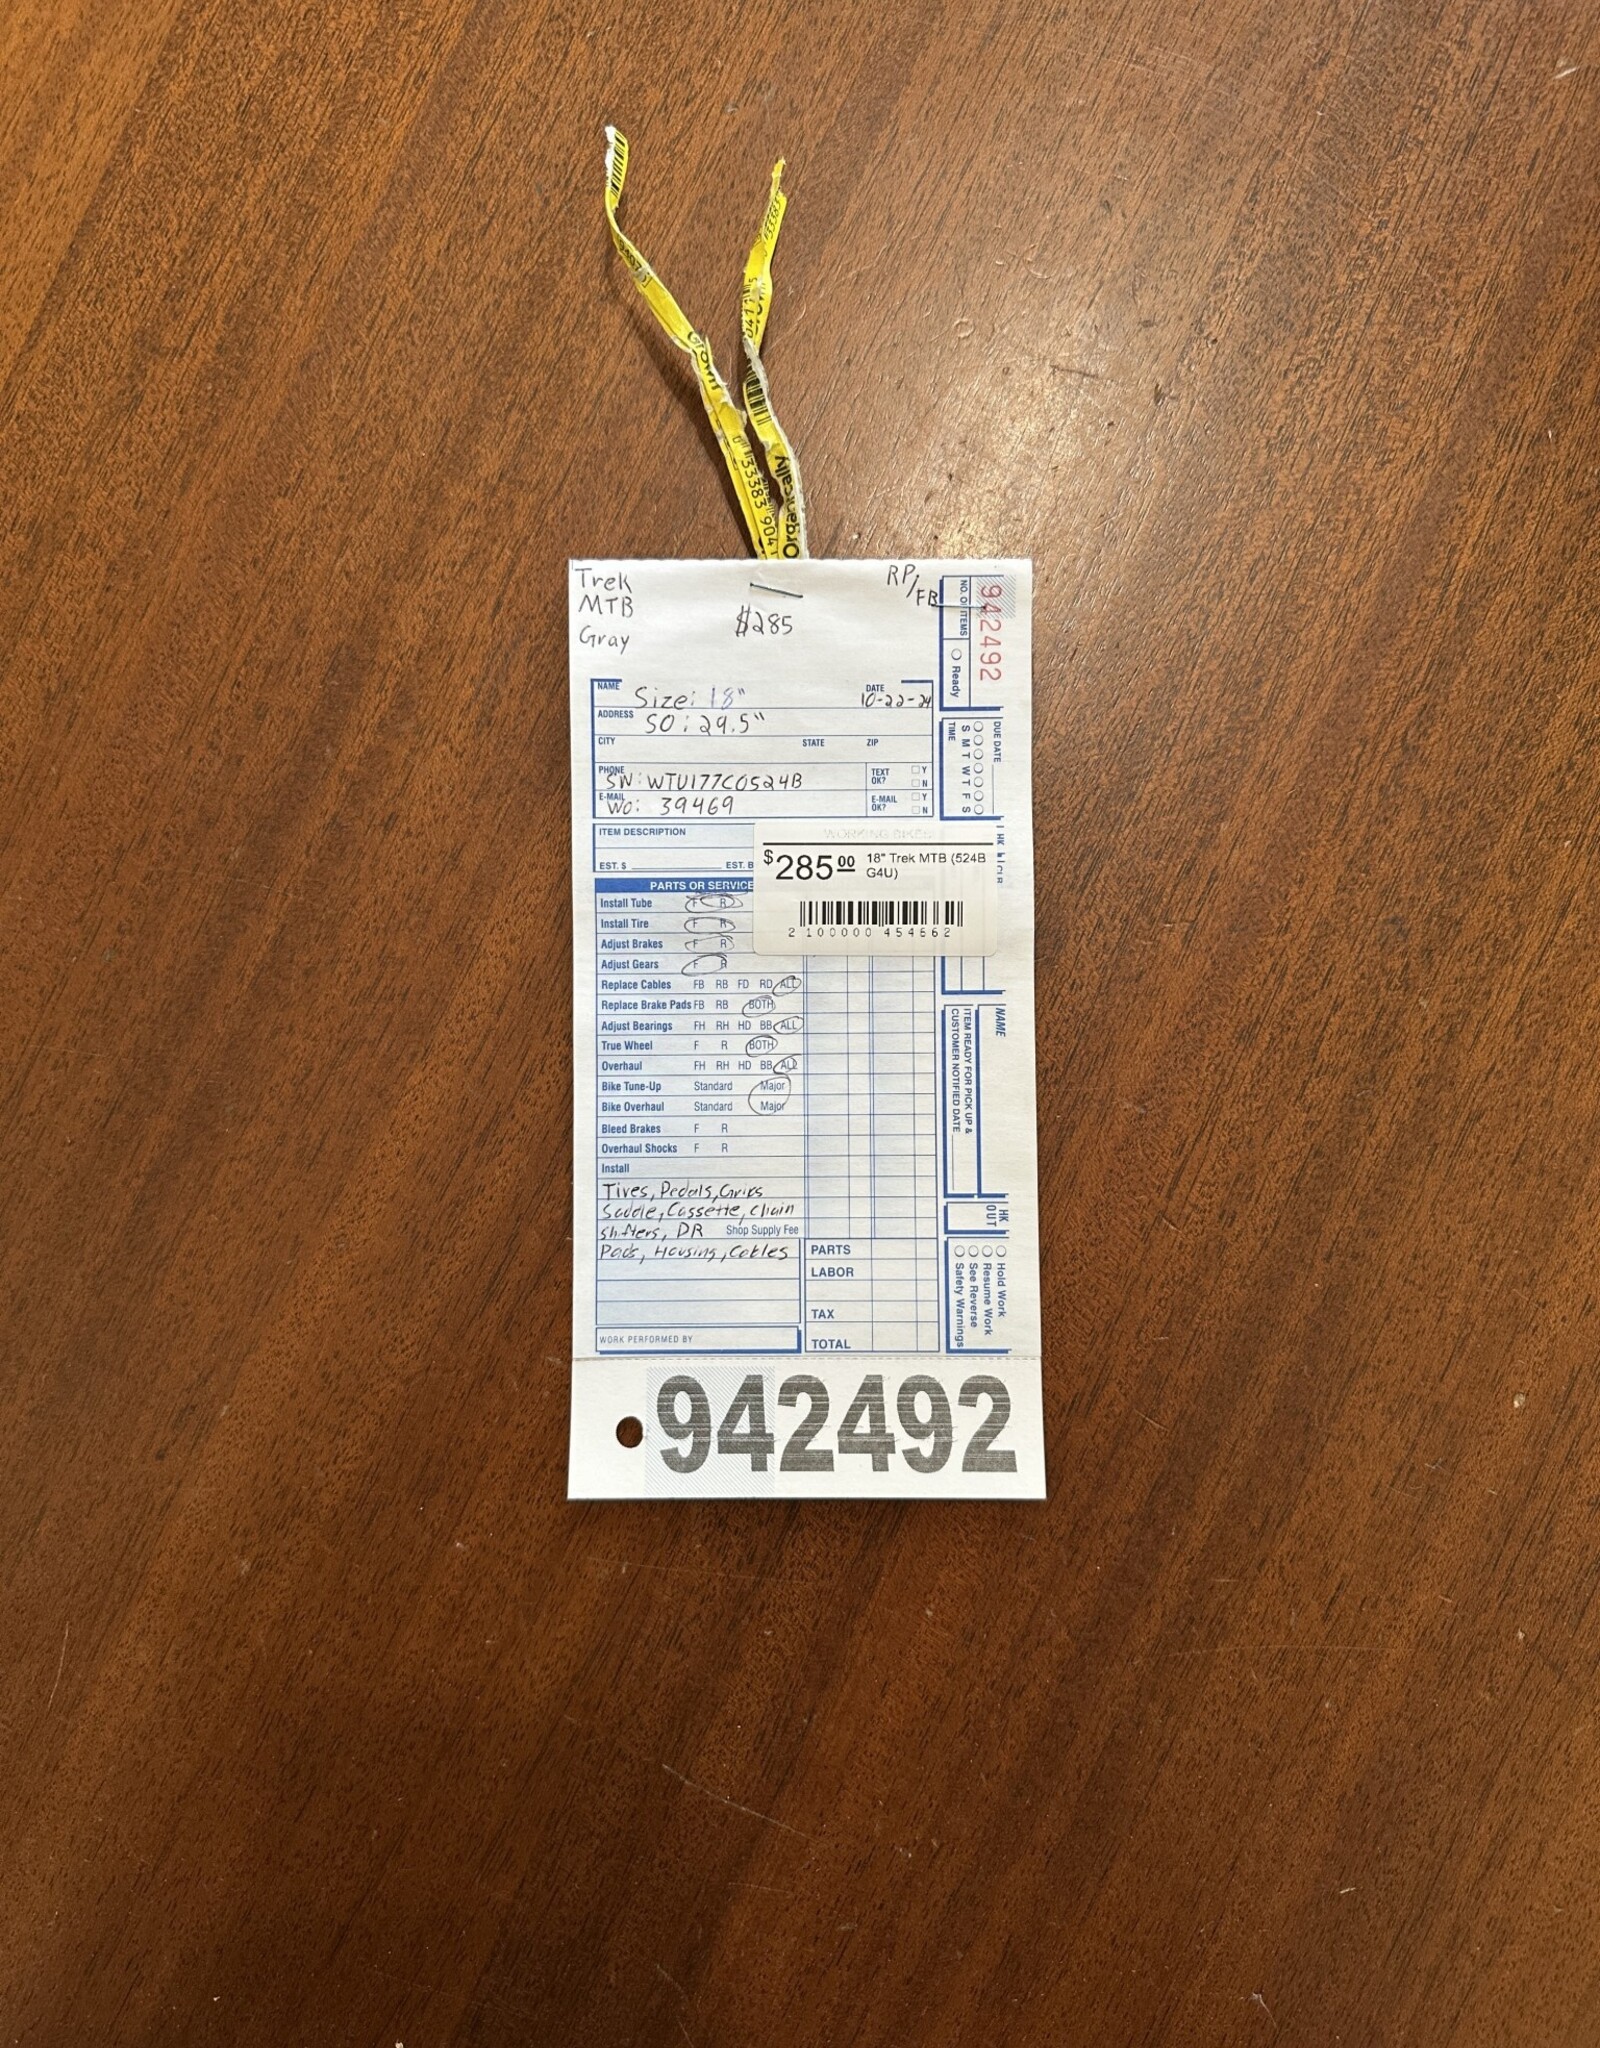 Crown
33383 904
Organically
Trek
MTB
Gray
$285
RP/FB
942492
NO. OF ITEMS
Ready
NAME Size: 18"
DATE 10-22-24
ADDRESS SO: 29.5"
CITY STATE ZIP
PHONE SN: WTU177C0524B
TEXT OK? Y N
E-MAIL WO: 39469
E-MAIL OK? Y N
DUE DATE
S M T W T F S
TIME
ITEM DESCRIPTION
EST. $ EST. B
WORKING BIKES
$285.00 18" Trek MTB (524B
G4U)
2 100000 454662
PARTS OR SERVICE
Install Tube F R
Install Tire F R
Adjust Brakes F R
Adjust Gears F R
Replace Cables FB RB FD RD ALL
Replace Brake Pads FB RB BOTH
Adjust Bearings FH RH HD BB ALL
True Wheel F R BOTH
Overhaul FH RH HD BB ALL
Bike Tune-Up Standard Major
Bike Overhaul Standard Major
Bleed Brakes F R
Overhaul Shocks F R
Install
Tires, Pedals, Grips
Saddle, Cassette, chain
shifters, DR Shop Supply Fee
Pads, Housing, Cables
PARTS
LABOR
TAX
TOTAL
WORK PERFORMED BY
NAME
ITEM READY FOR PICK UP &
CUSTOMER NOTIFIED DATE
HK
OUT
Hold Work
Resume Work
See Reverse
Safety Warnings
942492